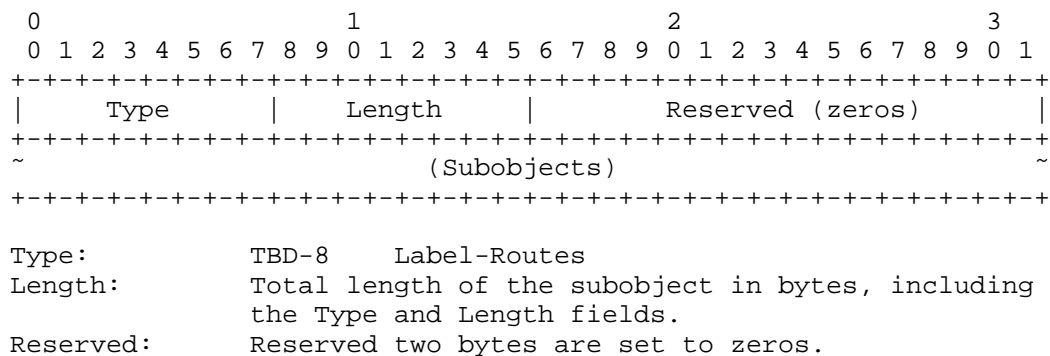 0                   1                   2                   3
 0 1 2 3 4 5 6 7 8 9 0 1 2 3 4 5 6 7 8 9 0 1 2 3 4 5 6 7 8 9 0 1
+-+-+-+-+-+-+-+-+-+-+-+-+-+-+-+-+-+-+-+-+-+-+-+-+-+-+-+-+-+-+-+-+
|     Type      |    Length     |        Reserved (zeros)       |
+-+-+-+-+-+-+-+-+-+-+-+-+-+-+-+-+-+-+-+-+-+-+-+-+-+-+-+-+-+-+-+-+
~                         (Subobjects)                          ~
+-+-+-+-+-+-+-+-+-+-+-+-+-+-+-+-+-+-+-+-+-+-+-+-+-+-+-+-+-+-+-+-+
Type:          TBD-8    Label-Routes
Length:        Total length of the subobject in bytes, including
               the Type and Length fields.
Reserved:      Reserved two bytes are set to zeros.